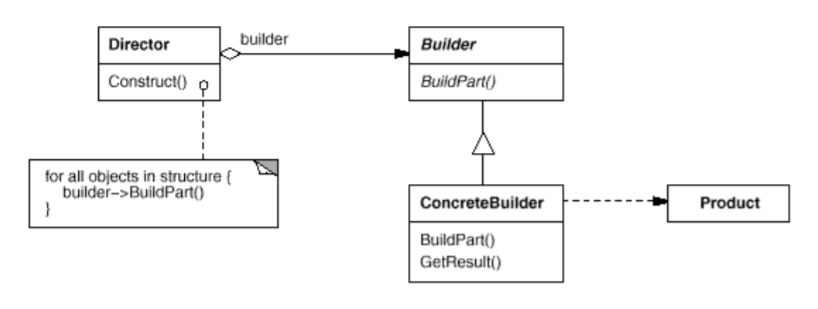 Director
Construct()
builder
Builder
BuildPart()
for all objects in structure {
builder->BuildPart()
}
ConcreteBuilder
BuildPart()
GetResult()
Product